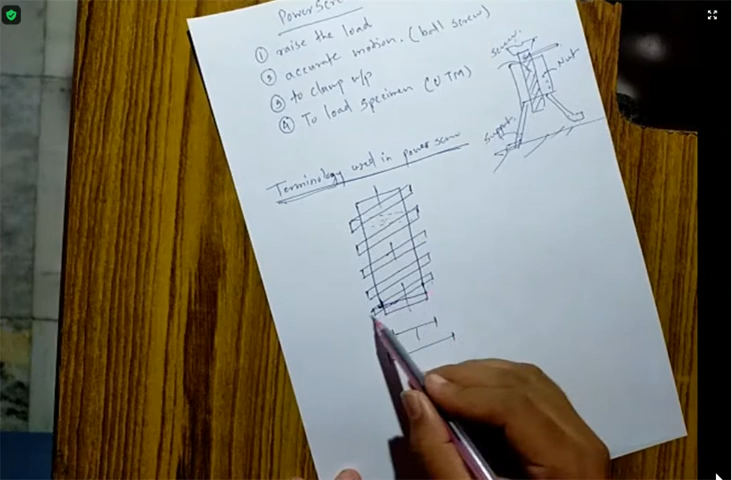 Power Scre
① raise the load
② accurate motion. (ball screw)
③ to clamp w/p
④ To load specimen (UTM)
screw.
Nut
support.
Terminology used in power screw